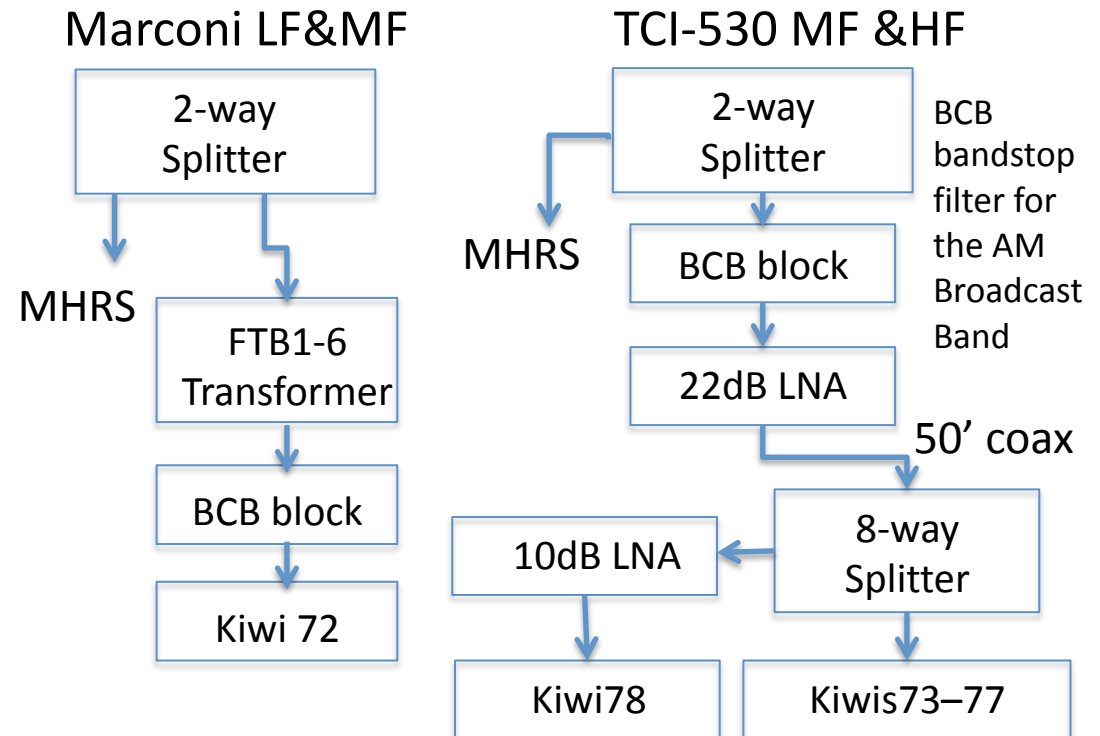 Marconi LF&MF
2-way
Splitter
MHRS
FTB1-6
Transformer
BCB block
Kiwi 72
TCI-530 MF &HF
2-way
Splitter
MHRS
BCB block
22dB LNA
50’ coax
8-way
Splitter
10dB LNA
Kiwi78
Kiwis73–77
BCB
bandstop
filter for
the AM
Broadcast
Band